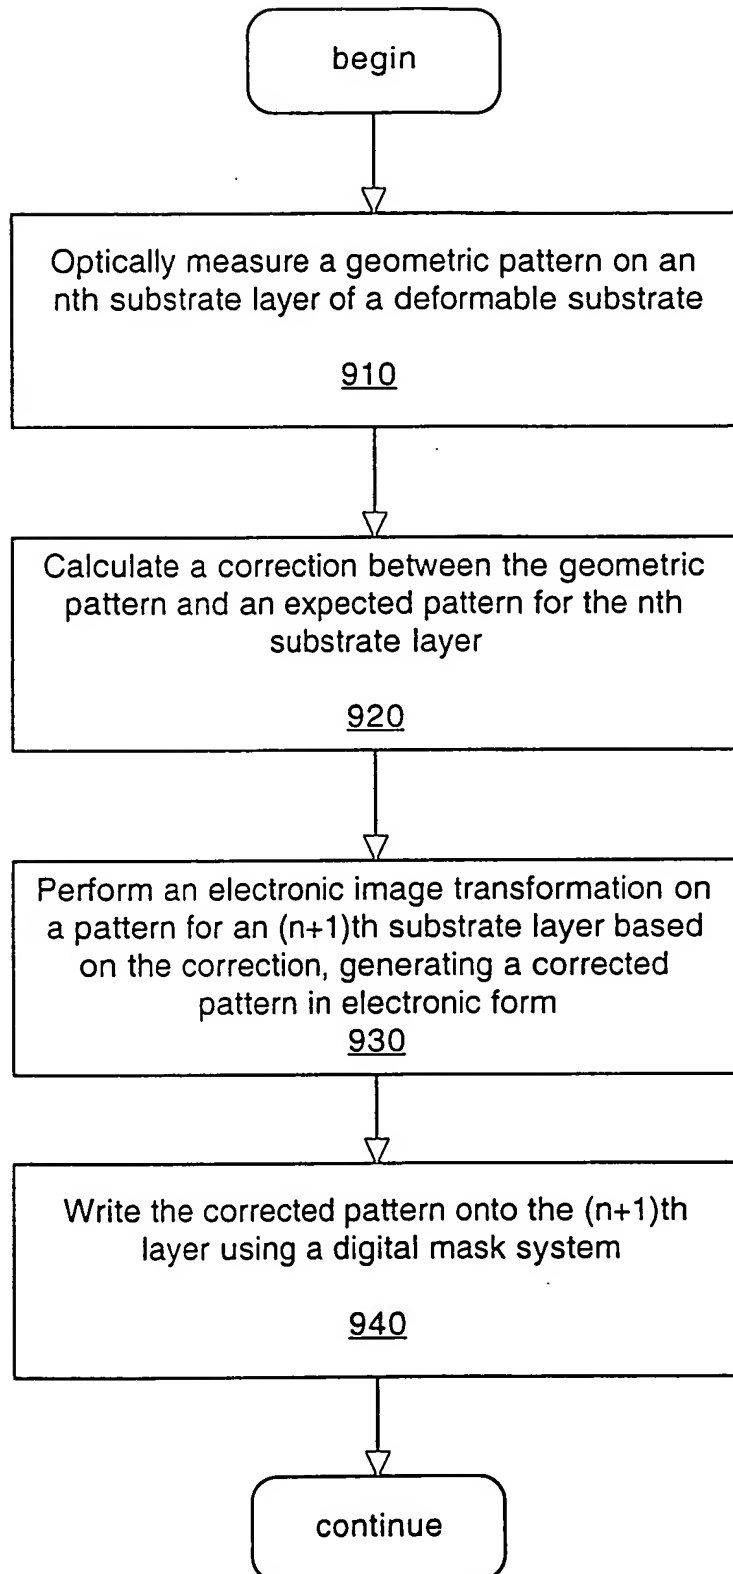 begin
Optically measure a geometric pattern on an
nth substrate layer of a deformable substrate
910
Calculate a correction between the geometric
pattern and an expected pattern for the nth
substrate layer
920
Perform an electronic image transformation on
a pattern for an (n+1)th substrate layer based
on the correction, generating a corrected
pattern in electronic form
930
Write the corrected pattern onto the (n+1)th
layer using a digital mask system
940
continue